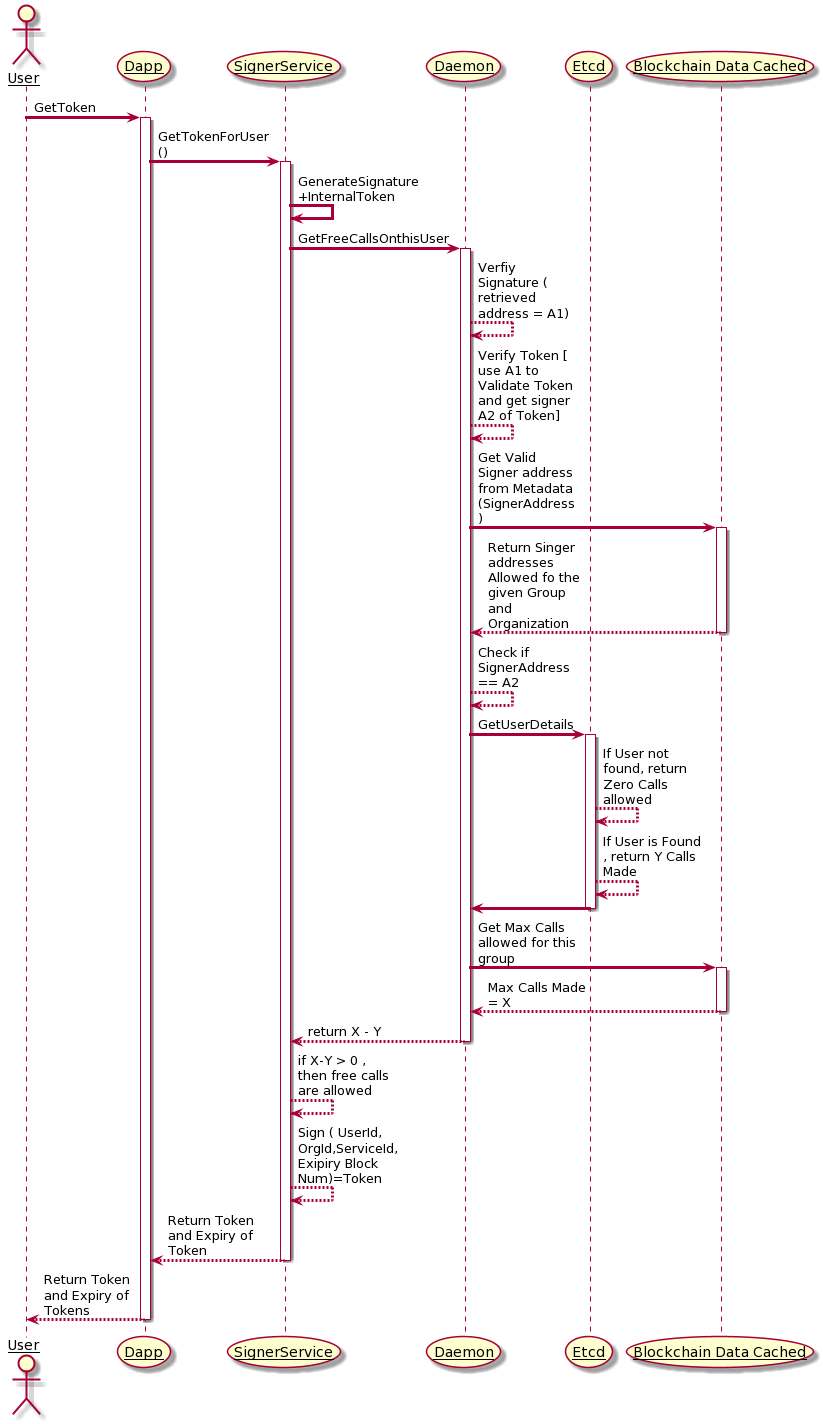 User
Dapp
SignerService
Daemon
Etcd
Blockchain Data Cached
GetToken
GetTokenForUser
()
GenerateSignature
+InternalToken
GetFreeCallsOnthisUser
Verfiy
Signature (
retrieved
address = A1)
Verify Token [
use A1 to
Validate Token
and get signer
A2 of Token]
Get Valid
Signer address
from Metadata
(SignerAddress
)
Return Singer
addresses
Allowed fo the
given Group
and
Organization
Check if
SignerAddress
== A2
GetUserDetails
If User not
found, return
Zero Calls
allowed
If User is Found
, return Y Calls
Made
Get Max Calls
allowed for this
group
Max Calls Made
= X
return X - Y
if X-Y > 0 ,
then free calls
are allowed
Sign ( UserId,
OrgId,ServiceId,
Exipiry Block
Num)=Token
Return Token
and Expiry of
Token
Return Token
and Expiry of
Tokens
User
Dapp
SignerService
Daemon
Etcd
Blockchain Data Cached